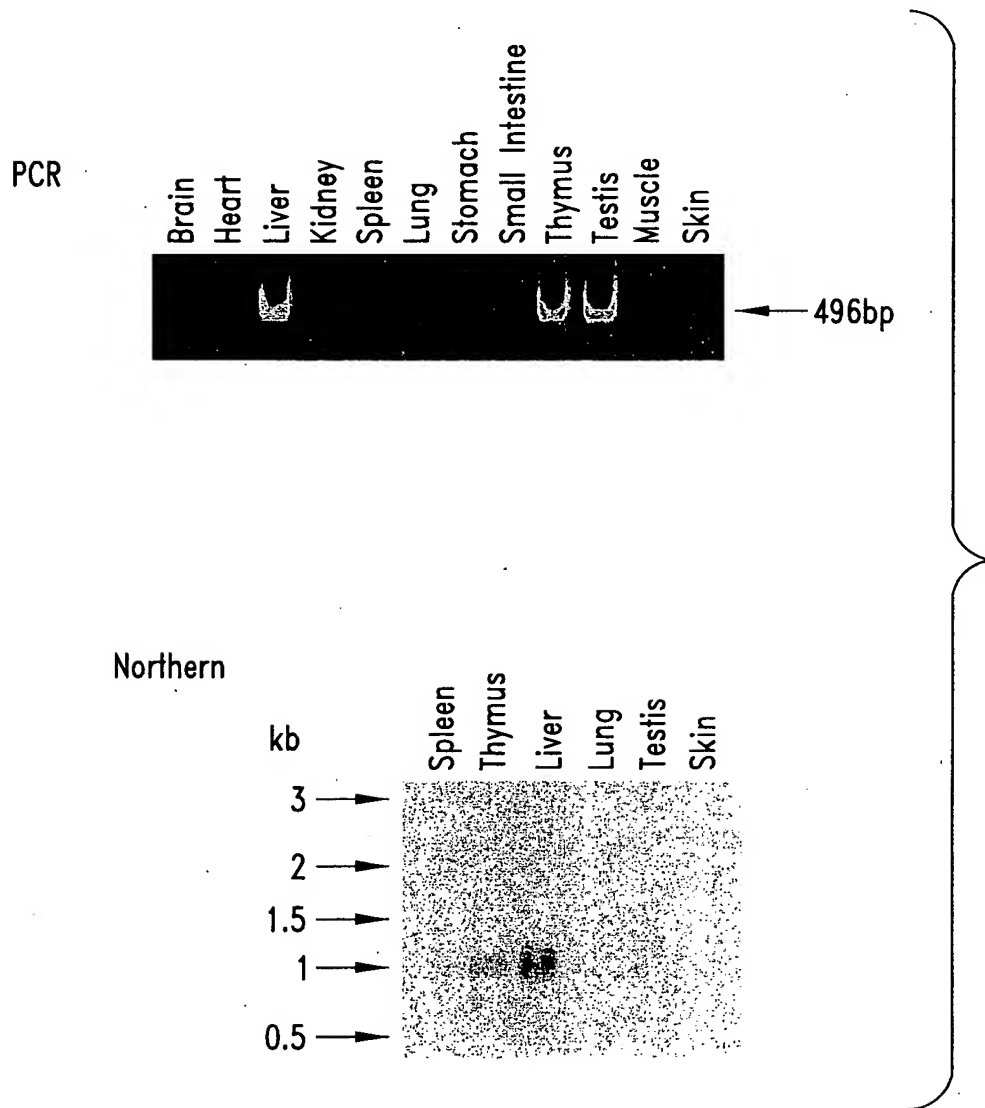 PCR
Brain
Heart
Liver
Kidney
Spleen
Lung
Stomach
Small Intestine
Thymus
Testis
Muscle
Skin
496bp
Northern
kb
Spleen
Thymus
Liver
Lung
Testis
Skin
3
2
1.5
1
0.5